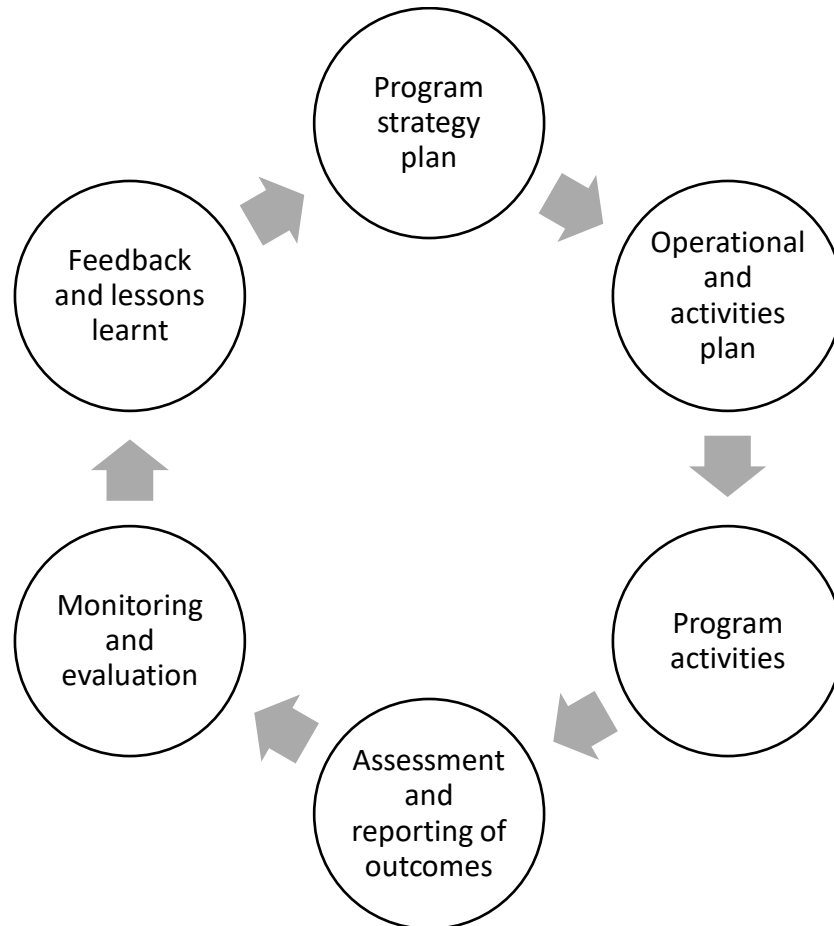 Program
strategy
plan
Operational
and
activities
plan
Program
activities
Assessment
and
reporting of
outcomes
Monitoring
and
evaluation
Feedback
and lessons
learnt